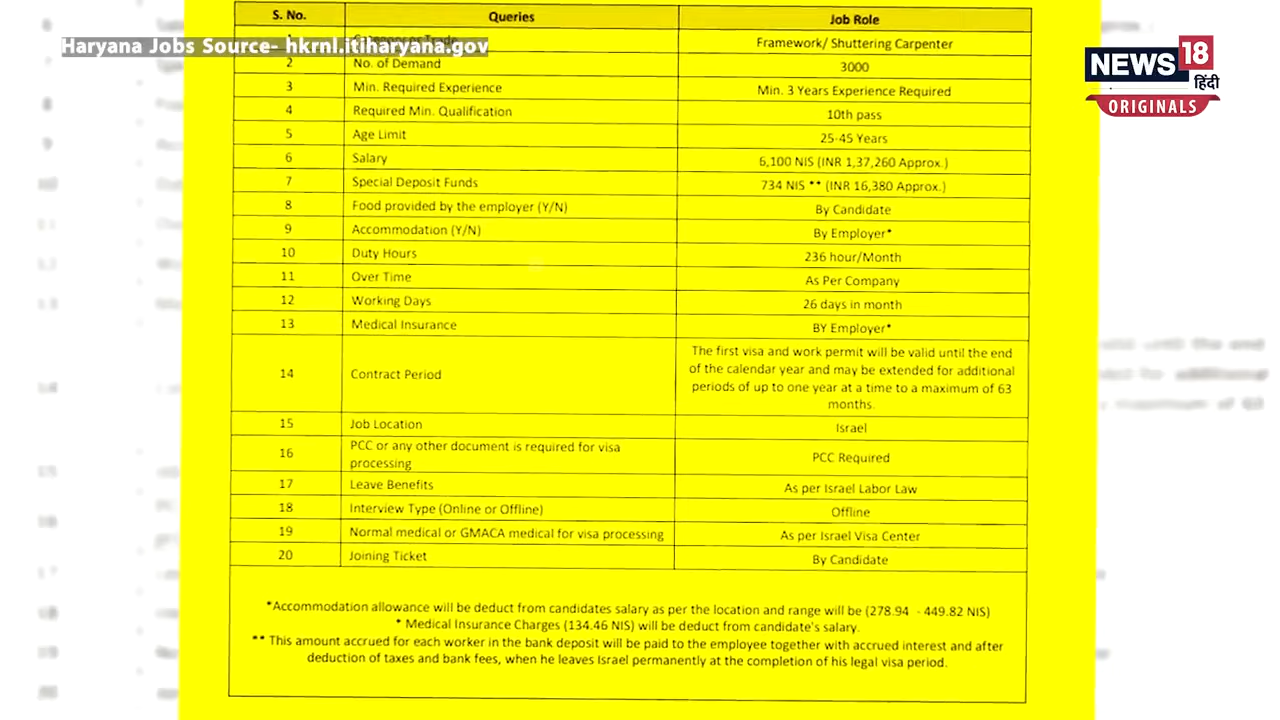 S. No. Queries Job Role
Haryana Jobs Source- hkrnl.itiharyana.gov
Framework/ Shuttering Carpenter
2 No. of Demand 3000
3 Min. Required Experience Min. 3 Years Experience Required
4 Required Min. Qualification 10th pass
5 Age Limit 25-45 Years
6 Salary 6,100 NIS (INR 1,37,260 Approx.)
7 Special Deposit Funds 734 NIS ** (INR 16,380 Approx.)
8 Food provided by the employer (Y/N) By Candidate
9 Accommodation (Y/N) By Employer*
10 Duty Hours 236 hour/Month
11 Over Time As Per Company
12 Working Days 26 days in month
13 Medical Insurance BY Employer*
14 Contract Period The first visa and work permit will be valid until the end
of the calendar year and may be extended for additional
periods of up to one year at a time to a maximum of 63
months.
15 Job Location Israel
16 PCC or any other document is required for visa
processing PCC Required
17 Leave Benefits As per Israel Labor Law
18 Interview Type (Online or Offline) Offline
19 Normal medical or GMACA medical for visa processing As per Israel Visa Center
20 Joining Ticket By Candidate
*Accommodation allowance will be deduct from candidates salary as per the location and range will be (278.94 - 449.82 NIS)
* Medical Insurance Charges (134.46 NIS) will be deduct from candidate's salary.
** This amount accrued for each worker in the bank deposit will be paid to the employee together with accrued interest and after
deduction of taxes and bank fees, when he leaves Israel permanently at the completion of his legal visa period.
NEWS 18
हिंदी
ORIGINALS